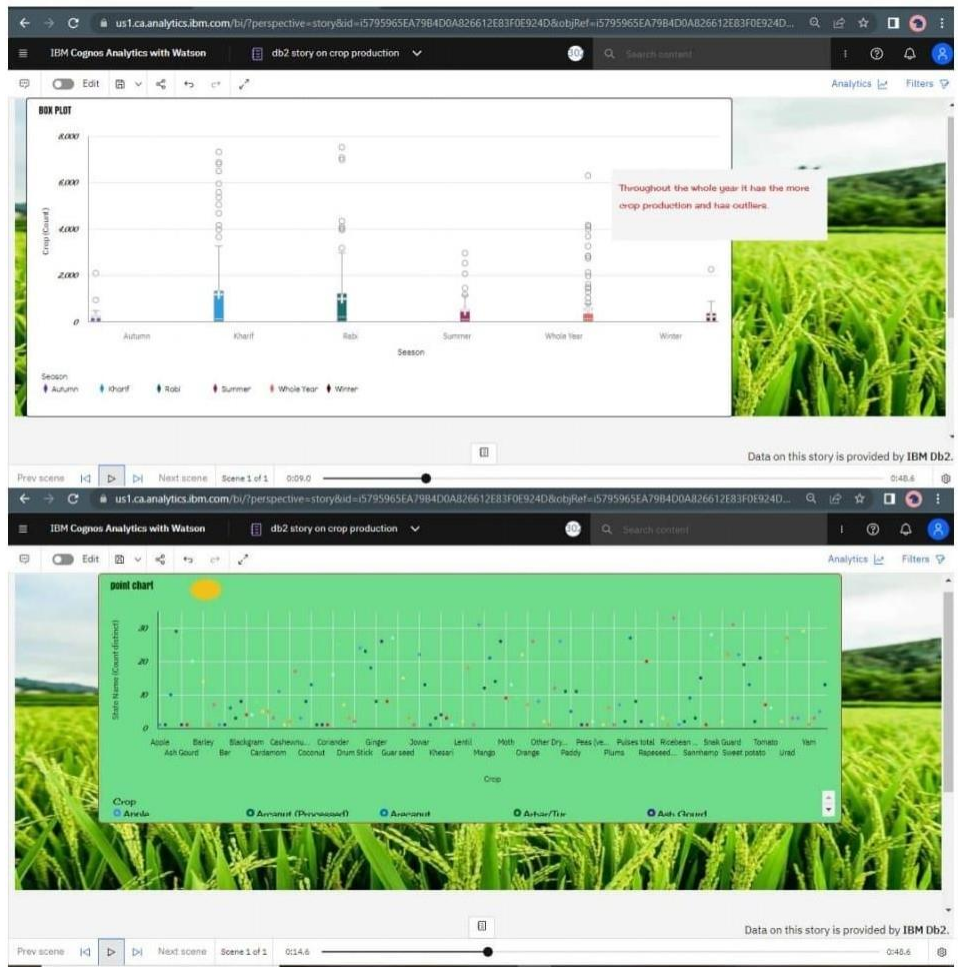 us1.ca.analytics.ibm.com/bi/?perspective=story&id=i5795965EA79B4D0A826612E83F0E924D&objRef=i5795965EA79B4D0A826612E83F0E924D...
IBM Cognos Analytics with Watson db2 story on crop production Search content
Edit Analytics Filters
BOX PLOT
8,000
6,000
4,000
2,000
0
Crop (Count)
Throughout the whole year it has the more
crop production and has outliers.
Autumn Kharif Rabi Summer Whole Year Winter
Season
Season
Autumn Kharif Rabi Summer Whole Year Winter
Data on this story is provided by IBM Db2.
Prev scene Next scene Scene 1 of 1 0:09.0 0:48.6
us1.ca.analytics.ibm.com/bi/?perspective=story&id=i5795965EA79B4D0A826612E83F0E924D&objRef=i5795965EA79B4D0A826612E83F0E924D...
IBM Cognos Analytics with Watson db2 story on crop production Search content
Edit Analytics Filters
point chart
30
20
10
0
State Name (Count distinct)
Apple Barley Blackgram Cashewnu... Coriander Ginger Jowar Lentil Moth Other Dry... Peas (ve... Pulses total Ricebean ... Snak Guard Tomato Yam
Ash Gourd Bar Cardamom Coconut Drum Stick Guar seed Khesari Mango Orange Paddy Plums Rapeseed... Sannhamp Sweet potato Urad
Crop
Crop
Apple Arcanut (Processed) Arecanut Arhar/Tur Ash Gourd
Data on this story is provided by IBM Db2.
Prev scene Next scene Scene 1 of 1 0:14.6 0:48.6